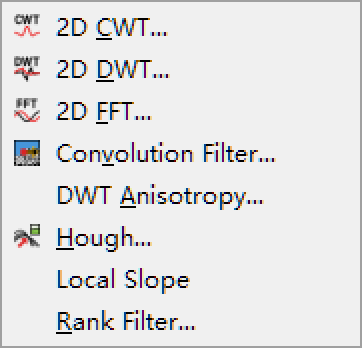 CWT 2D CWT...
DWT 2D DWT...
FFT 2D FFT...
Convolution Filter...
DWT Anisotropy...
Hough...
Local Slope
Rank Filter...